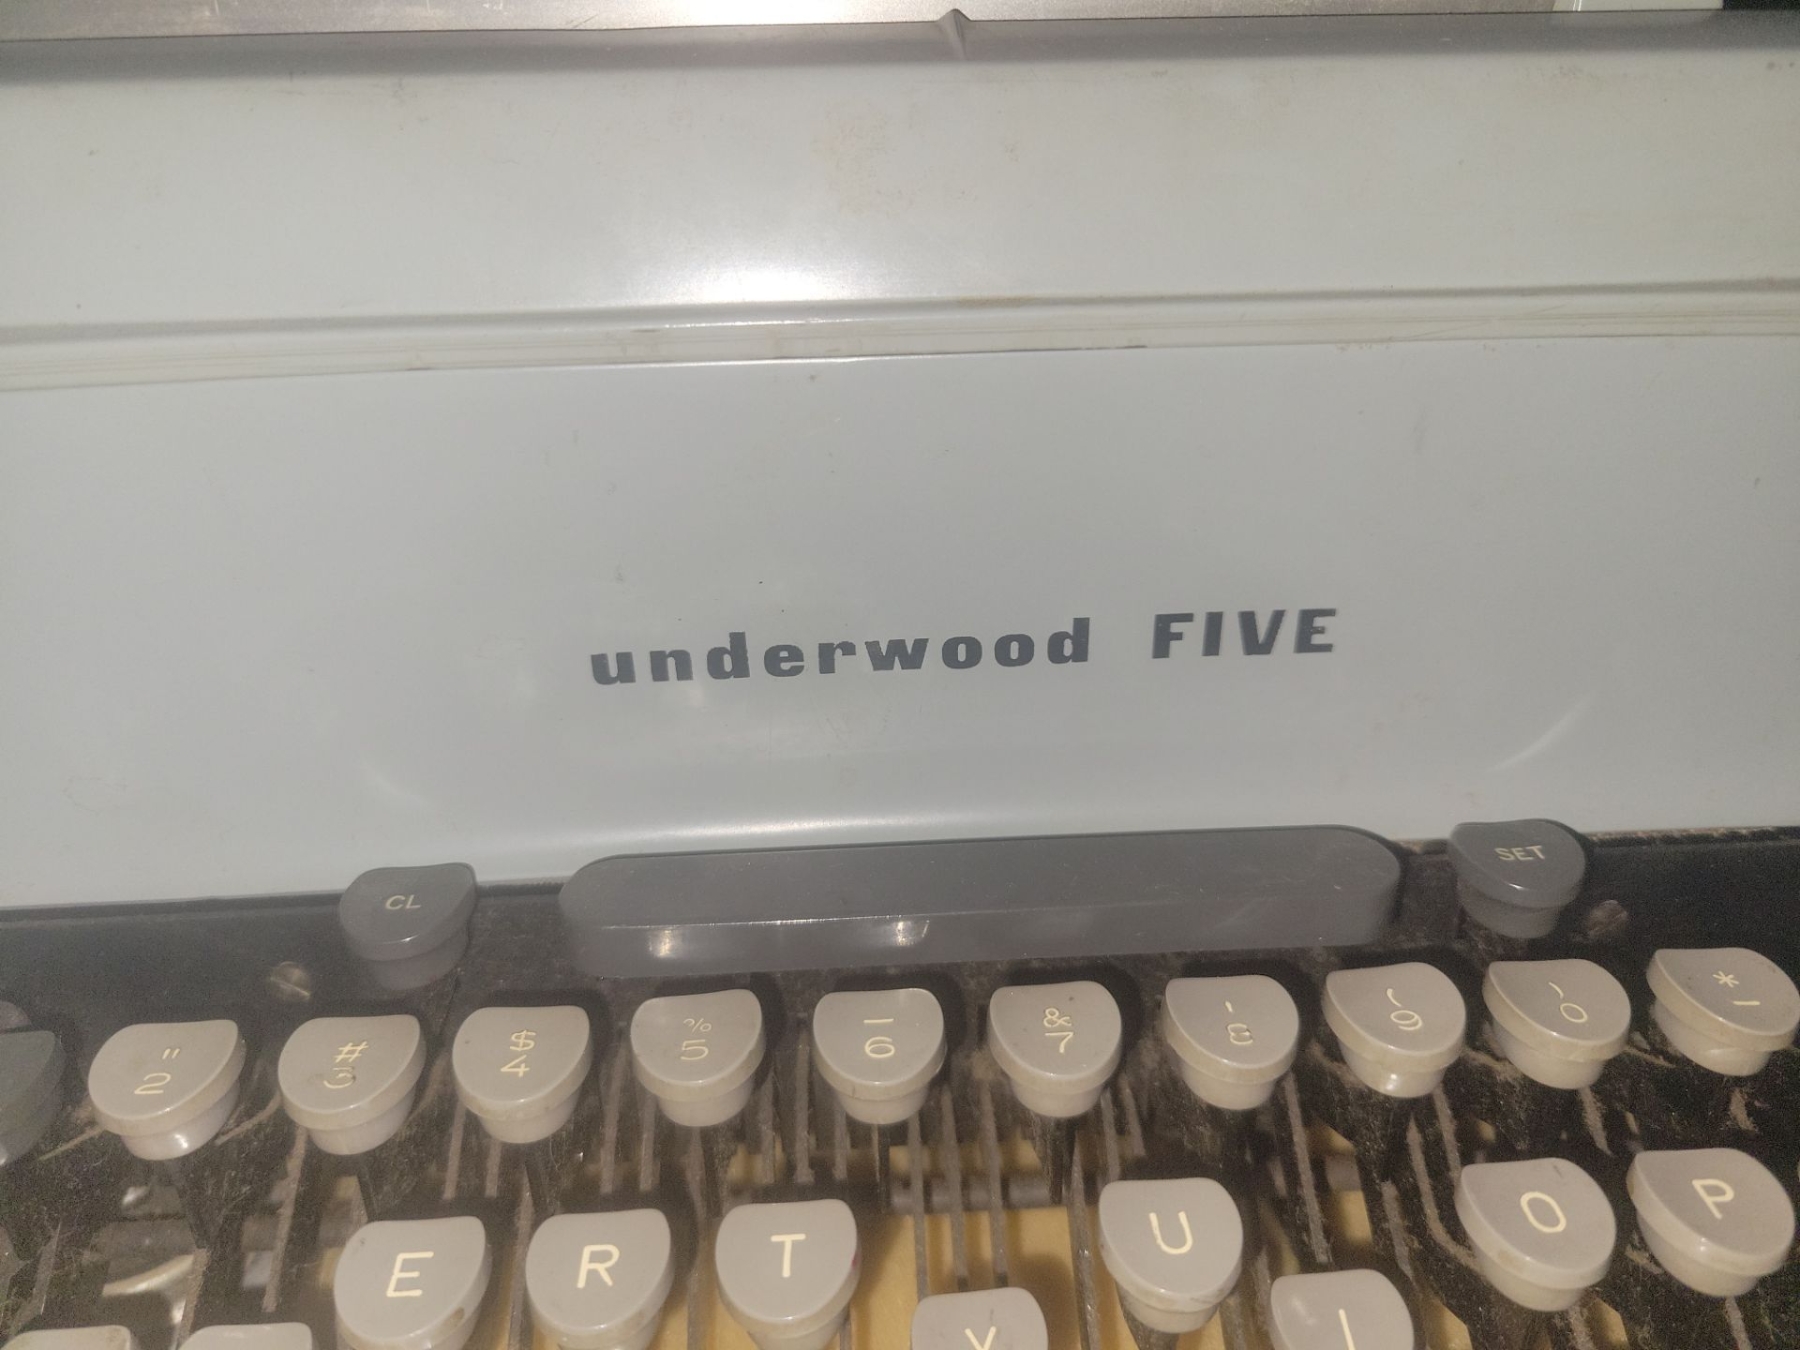 underwood FIVE
CL
SET
" # $ % _ & ' ( ) *
2 3 4 5 6 7 8 9 0 -
E R T Y U I O P